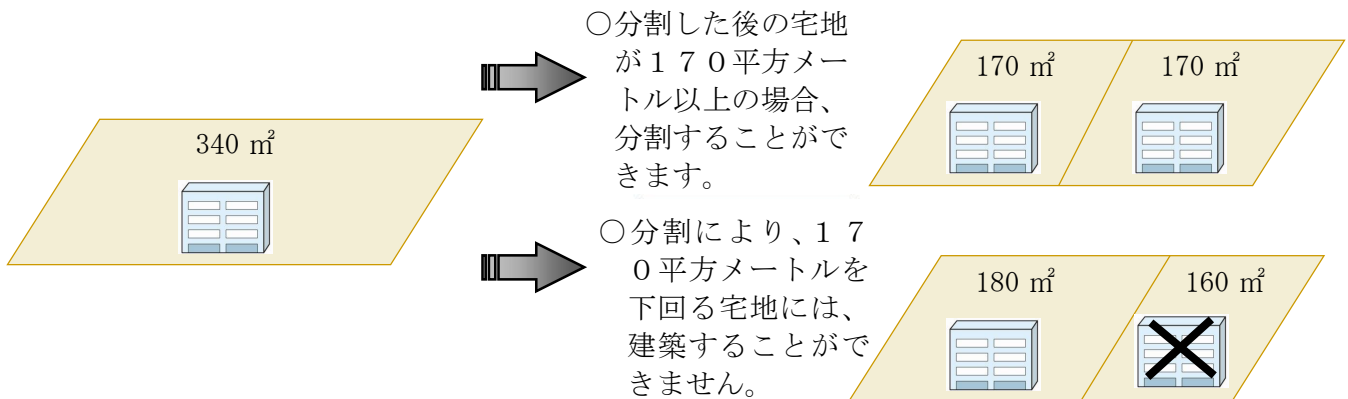 340 ㎡
○分割した後の宅地
が１７０平方メー
トル以上の場合、
分割することがで
きます。
170 ㎡
170 ㎡
○分割により、１７
０平方メートルを
下回る宅地には、
建築することがで
きません。
180 ㎡
160 ㎡